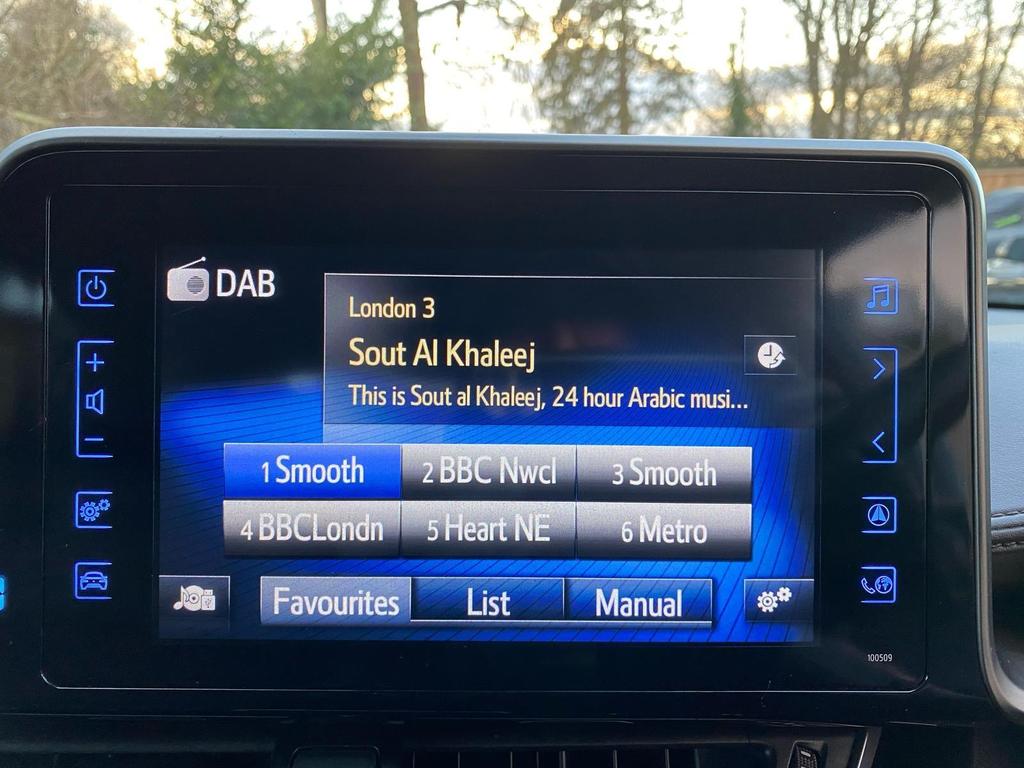 DAB
London 3
Sout Al Khaleej
This is Sout al Khaleej, 24 hour Arabic musi...
1 Smooth 2 BBC Nwcl 3 Smooth
4 BBCLondn 5 Heart NE 6 Metro
Favourites List Manual
100509